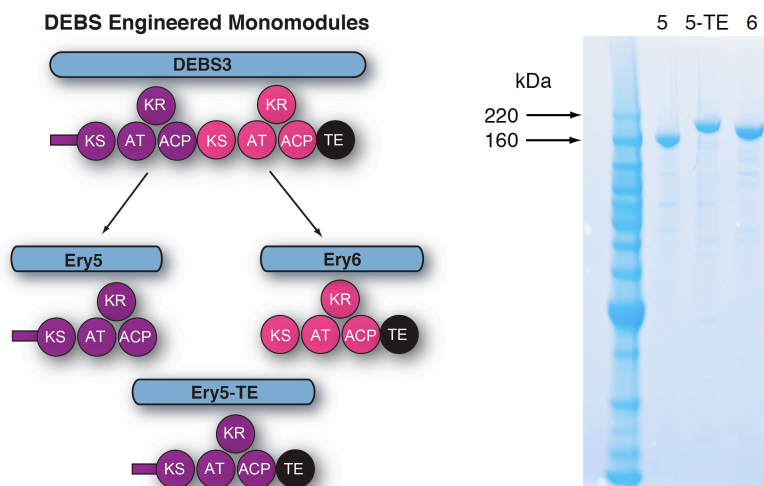 DEBS Engineered Monomodules
DEBS3
KR
KR
KS AT ACP KS AT ACP TE
Ery5
Ery6
KR
KR
KS AT ACP
KS AT ACP TE
Ery5-TE
KR
KS AT ACP TE
5 5-TE 6
kDa
220
160